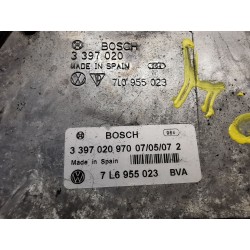 BOSCH
3 397 020
MADE IN SPAIN
7L0 955 023
BOSCH
3 397 020 970 07/05/07 2
Made in Spain
7 L6 955 023 BVA